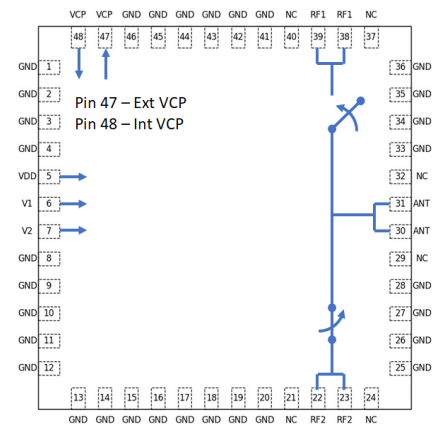 VCP VCP GND GND GND GND GND GND NC RF1 RF1 NC
48 47 46 45 44 43 42 41 40 39 38 37
GND 1 36 GND
GND 2 35 GND
Pin 47 – Ext VCP
GND 3 34 GND
Pin 48 – Int VCP
GND 4 33 GND
VDD 5 32 NC
V1 6 31 ANT
V2 7 30 ANT
GND 8 29 NC
GND 9 28 GND
GND 10 27 GND
GND 11 26 GND
GND 12 25 GND
13 14 15 16 17 18 19 20 21 22 23 24
GND GND GND GND GND GND GND GND NC RF2 RF2 NC